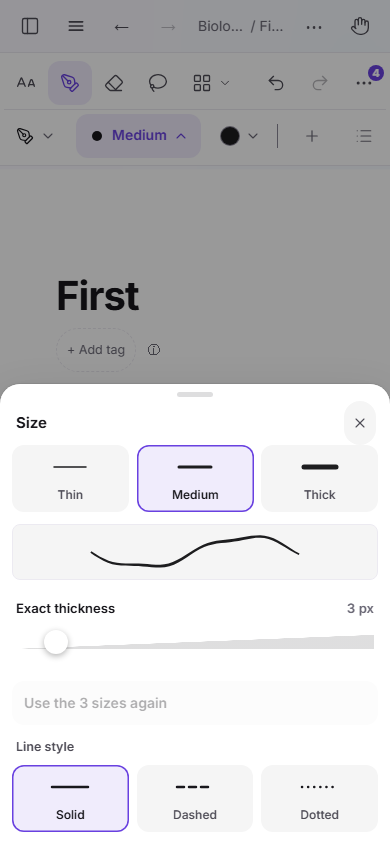 Biolo... / Fi...
AA
4
Medium
First
+ Add tag
Size
Thin
Medium
Thick
Exact thickness
3 px
Use the 3 sizes again
Line style
Solid
Dashed
Dotted